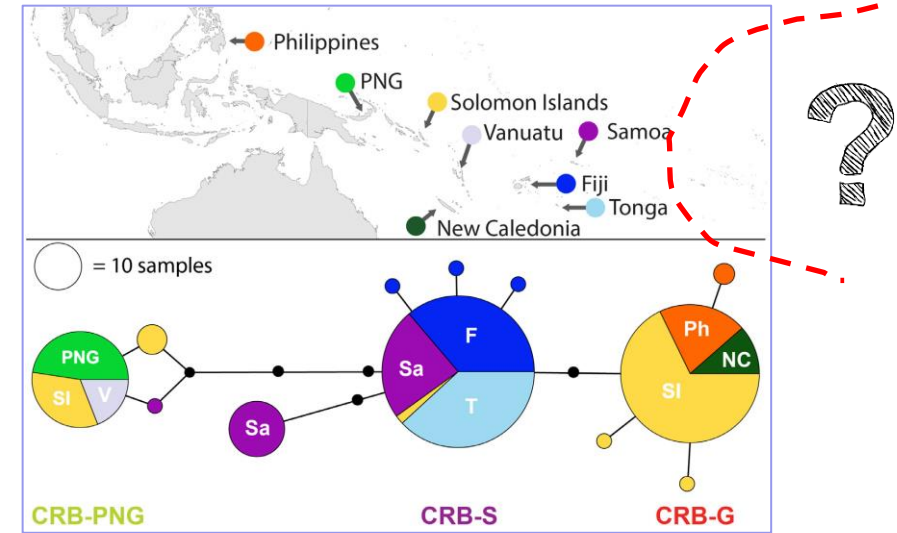 Philippines
PNG
Solomon Islands
Vanuatu
Samoa
Fiji
Tonga
New Caledonia
?
= 10 samples
F
Ph
PNG
NC
Sa
SI
SI
V
T
Sa
CRB-PNG
CRB-S
CRB-G